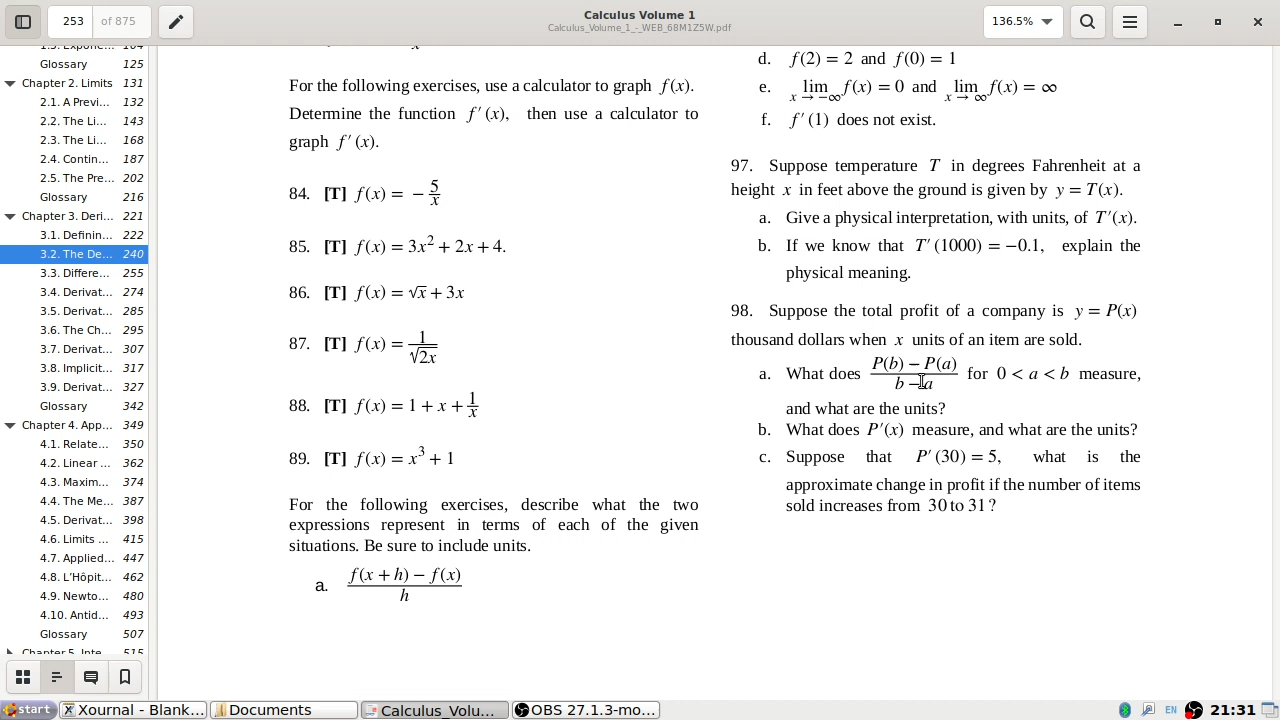 253 of 875
Calculus Volume 1
Calculus_Volume_1_-_WEB_68M1Z5W.pdf
136.5%
Glossary 125
Chapter 2. Limits 131
2.1. A Previ... 132
2.2. The Li... 143
2.3. The Li... 168
2.4. Contin... 187
2.5. The Pre... 202
Glossary 216
Chapter 3. Deri... 221
3.1. Definin... 222
3.2. The De... 240
3.3. Differe... 255
3.4. Derivat... 274
3.5. Derivat... 285
3.6. The Ch... 295
3.7. Derivat... 307
3.8. Implicit... 317
3.9. Derivat... 327
Glossary 342
Chapter 4. App... 349
4.1. Relate... 350
4.2. Linear ... 362
4.3. Maxim... 374
4.4. The Me... 387
4.5. Derivat... 398
4.6. Limits ... 415
4.7. Applied... 447
4.8. L'Hôpit... 462
4.9. Newto... 480
4.10. Antid... 493
Glossary 507
Chapter 5. Inte... 515
For the following exercises, use a calculator to graph f(x).
Determine the function f′(x), then use a calculator to
graph f′(x).
84. [T] f(x) = −5/x
85. [T] f(x) = 3x² + 2x + 4.
86. [T] f(x) = √x + 3x
87. [T] f(x) = 1/√2x
88. [T] f(x) = 1 + x + 1/x
89. [T] f(x) = x³ + 1
For the following exercises, describe what the two
expressions represent in terms of each of the given
situations. Be sure to include units.
a. f(x + h) − f(x)
h
d. f(2) = 2 and f(0) = 1
e. lim x → −∞ f(x) = 0 and lim x → ∞ f(x) = ∞
f. f′(1) does not exist.
97. Suppose temperature T in degrees Fahrenheit at a
height x in feet above the ground is given by y = T(x).
a. Give a physical interpretation, with units, of T′(x).
b. If we know that T′(1000) = −0.1, explain the
physical meaning.
98. Suppose the total profit of a company is y = P(x)
thousand dollars when x units of an item are sold.
a. What does P(b) − P(a) / b − a for 0 < a < b measure,
and what are the units?
b. What does P′(x) measure, and what are the units?
c. Suppose that P′(30) = 5, what is the
approximate change in profit if the number of items
sold increases from 30 to 31?
start
Xournal - Blank...
Documents
Calculus_Volu...
OBS 27.1.3-mo...
EN
21:31